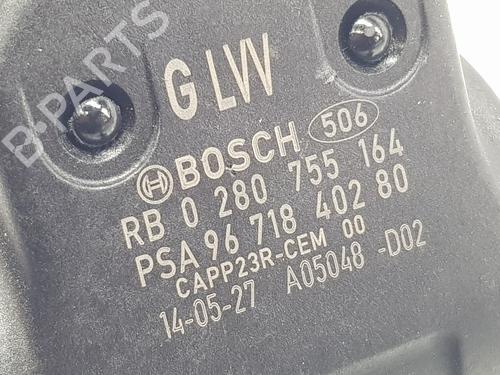 B-PARTS
G LW
BOSCH 506
RB 0 280 755 164
PSA 96 718 402 80
CAPP23R-CEM 00
14-05-27 A05048 -D02